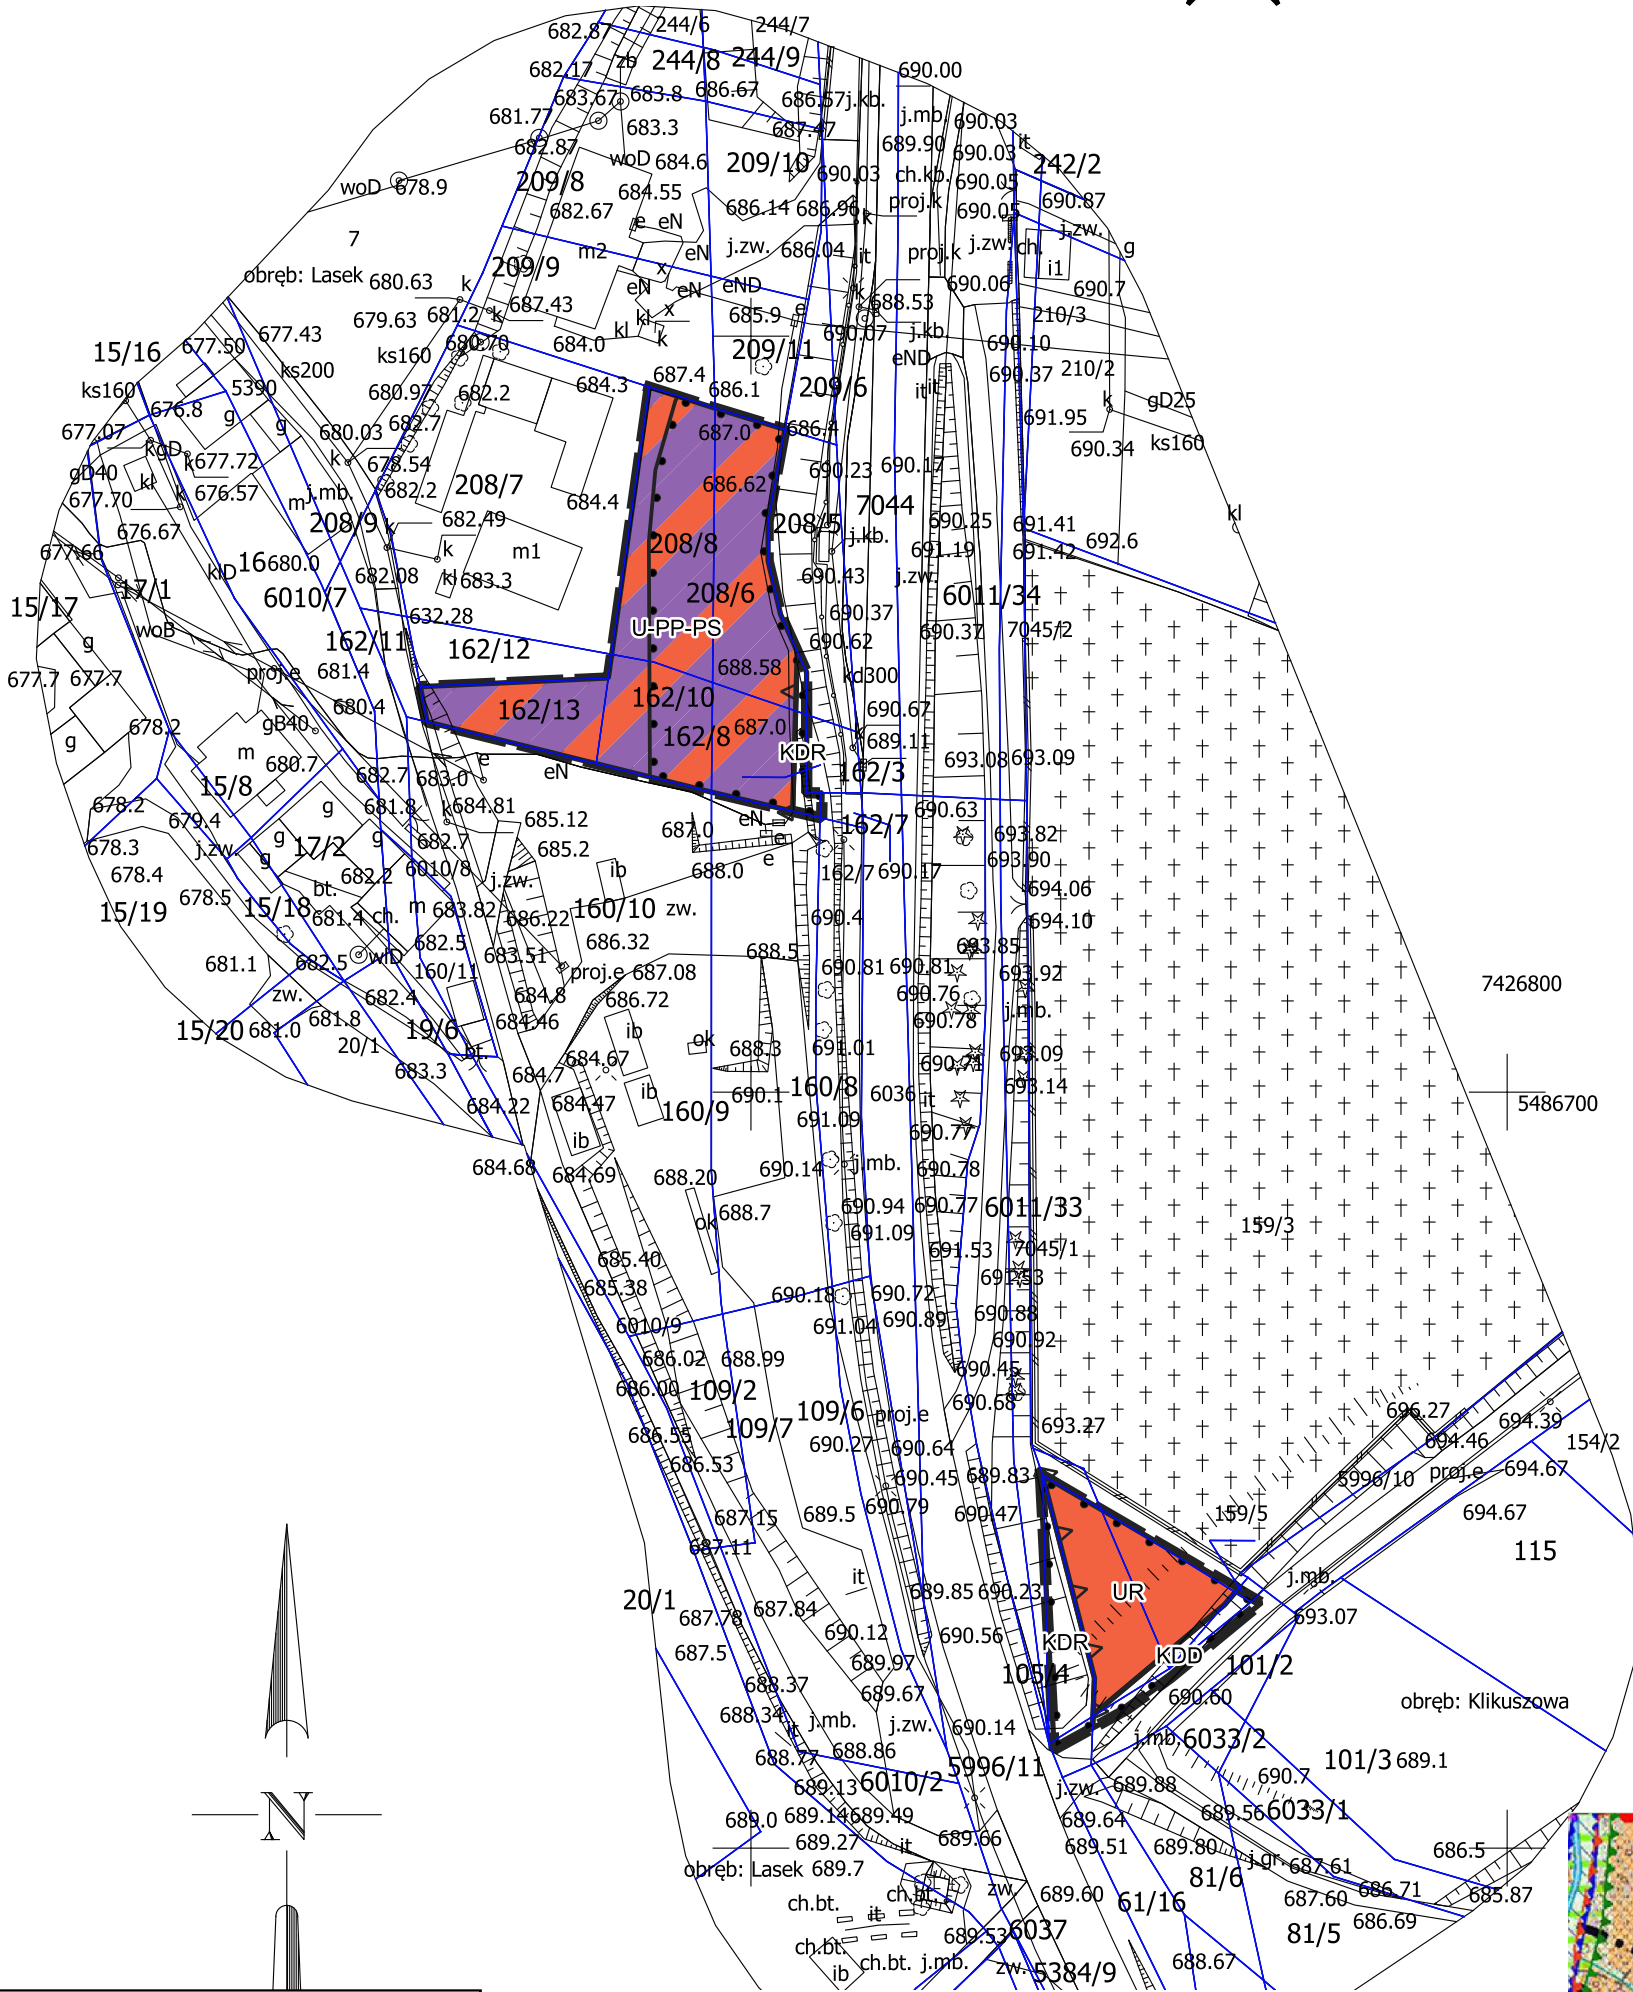 682.87 244/6 244/7
682.17 zb 244/8 244/9 690.00
683.67 683.8 686.67 686.57 j.kb.
681.77 683.3 687.47 j.mb. 690.03
682.87 689.90 690.03 it
woD 678.9 209/8 woD 684.6 209/10 690.03 ch.kb. 690.05 242/2
684.55 proj.k 690.87
682.67 e eN 686.14 686.96 k 690.05 j.zw.
7 m2 eN j.zw. 686.04 it proj.k j.zw. ch. g
obręb: Lasek 680.63 209/9 x i1
k eN eN eND k 690.06 690.7
679.63 681.2 k 687.43 kl x 685.9 e 688.53 210/3
677.43 kl k 690.07 j.kb. 690.10
15/16 677.50 ks160 680.70 684.0 209/11 eND
ks200 690.37 210/2
ks160 5390 680.97 682.2 684.3 687.4 686.1 209/6 it it
676.8 g g 682.7 k gD25
677.07 680.03 687.0 686.4 691.95 ks160
kgD k 677.72 k 678.54 690.23 690.17 690.34
gD40 kl 682.2 208/7 684.4 686.62
677.70 k 676.57 m j.mb. 7044 kl
676.67 208/9 k 682.49 208/5 690.25 691.41
677.66 k m1 208/8 j.kb. 691.19 691.42 692.6
16 680.0 klD 682.08 kl 683.3 690.43 j.zw.
15/17 17/1 6010/7 208/6 6011/34
woB 632.28 690.37
162/11 162/12 U-PP-PS 690.62 690.37 7045/2
g proj.e 681.4 688.58
677.7 677.7 kd300
680.4 162/13 162/10 690.67
g 678.2 gB40 162/8 687.0 k 689.11
m 680.7 e KDR 693.08 693.09
15/8 682.7 683.0 eN 162/3
678.2 g 681.8 k 684.81 690.63
679.4 g g 685.12 687.0 eN 162/7 693.82
678.3 j.zw. g 17/2 682.7 685.2 e e 693.90
678.4 bt. 682.2 6010/8 j.zw. ib 688.0 162/7 690.17
678.5 m 694.06
15/19 15/18 681.4 ch. 683.82 686.22 160/10 zw. 690.4 694.10
682.5 686.32 693.85
681.1 682.5 wlD 683.51 688.5
160/11 proj.e 687.08 690.81 690.81 693.92
zw. 682.4 684.8 686.72 690.76 7426800
15/20 681.0 681.8 19/6 684.46 ib ok 690.78 j.mb.
20/1 bt. 688.3 691.01 693.09
683.3 684.67 690.71
684.7 ib 690.1 160/8 6036 it 693.14
684.22 684.47 160/9 691.09 5486700
ib 690.77
684.68 684.69 688.20 690.14 j.mb. 690.78
ok 688.7 690.94 690.77 6011/33
691.09 159/3
685.40 691.53 7045/1
685.38 690.18 690.72
6010/9 691.04 690.89 690.88
686.02 688.99 690.92
686.00 109/2 690.45
109/7 109/6 proj.e 690.68 696.27
686.55 690.27 690.64 693.27 694.39
686.53 694.46 154/2
690.45 689.83 5996/10 proj.e 694.67
687.15 689.5 690.79 690.47 159/5 694.67
687.11 115
it j.mb.
20/1 689.85 690.23 UR
687.78 687.84 693.07
687.5 690.12 690.56 KDR KDD
689.97 105/4 101/2
688.37 689.67 690.60 obręb: Klikuszowa
688.34 it j.mb. j.zw. 690.14
688.77 688.86 j.mb. 6033/2
689.13 6010/2 5996/11 101/3 689.1
j.zw. 689.88 690.7
689.0 689.14 689.49 689.64 689.56 6033/1
689.27 it 689.66 689.51 689.80 686.5
obręb: Lasek 689.7 j.gr. 687.61
ch.bt. ch.bt. zw. 689.60 81/6 687.60 686.71 685.87
it 61/16
689.53 6037 81/5 686.69
ch.bt. ch.bt. j.mb. 688.67
ib zw. 5384/9
N